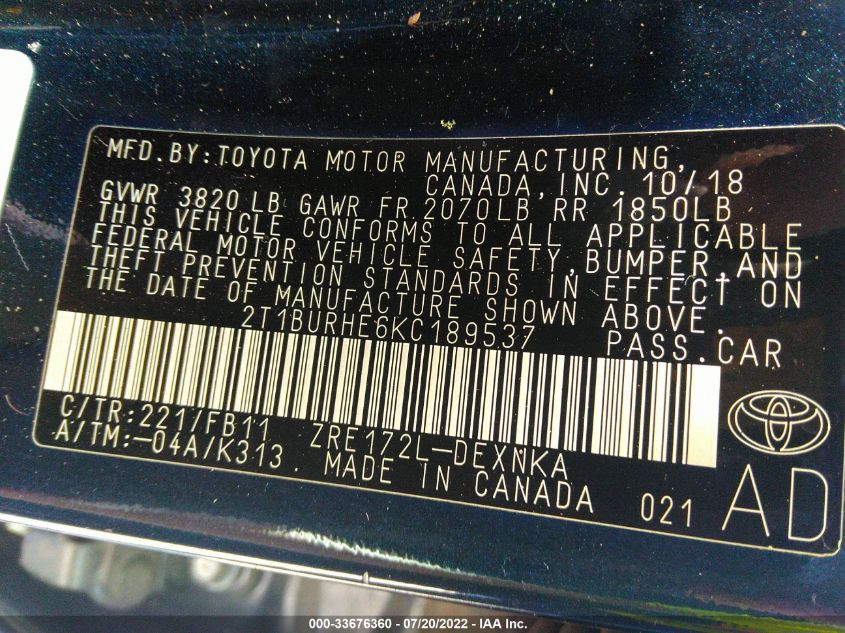 MFD.BY:TOYOTA MOTOR MANUFACTURING,
CANADA,INC. 10/18
GVWR 3820 LB GAWR FR 2070LB RR 1850LB
THIS VEHICLE CONFORMS TO ALL APPLICABLE
FEDERAL MOTOR VEHICLE SAFETY,BUMPER,AND
THEFT PREVENTION STANDARDS IN EFFECT ON
THE DATE OF MANUFACTURE SHOWN ABOVE.
2T1BURHE6KC189537 PASS.CAR
C/TR:221/FB11 ZRE172L-DEXNKA
A/TM:-04A/K313 MADE IN CANADA 021
AD
000-33676360 - 07/20/2022 - IAA Inc.